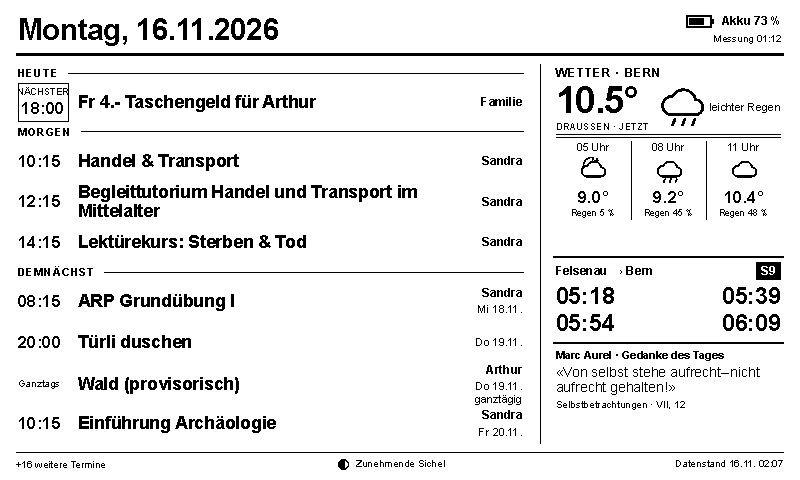 Montag, 16.11.2026
Akku 73 %
Messung 01:12
HEUTE
NÄCHSTER
18:00 Fr 4.- Taschengeld für Arthur Familie
MORGEN
10:15 Handel & Transport Sandra
12:15 Begleittutorium Handel und Transport im
Mittelalter Sandra
14:15 Lektürekurs: Sterben & Tod Sandra
DEMNÄCHST
08:15 ARP Grundübung I Sandra
Mi 18.11.
20:00 Türli duschen Do 19.11.
Ganztags Wald (provisorisch) Arthur
Do 19.11.
ganztägig
10:15 Einführung Archäologie Sandra
Fr 20.11.
WETTER · BERN
10.5° leichter Regen
DRAUSSEN · JETZT
05 Uhr 08 Uhr 11 Uhr
9.0° 9.2° 10.4°
Regen 5 % Regen 45 % Regen 48 %
Felsenau › Bern S9
05:18 05:39
05:54 06:09
Marc Aurel · Gedanke des Tages
«Von selbst stehe aufrecht–nicht
aufrecht gehalten!»
Selbstbetrachtungen · VII, 12
+16 weitere Termine
Zunehmende Sichel
Datenstand 16.11. 02:07